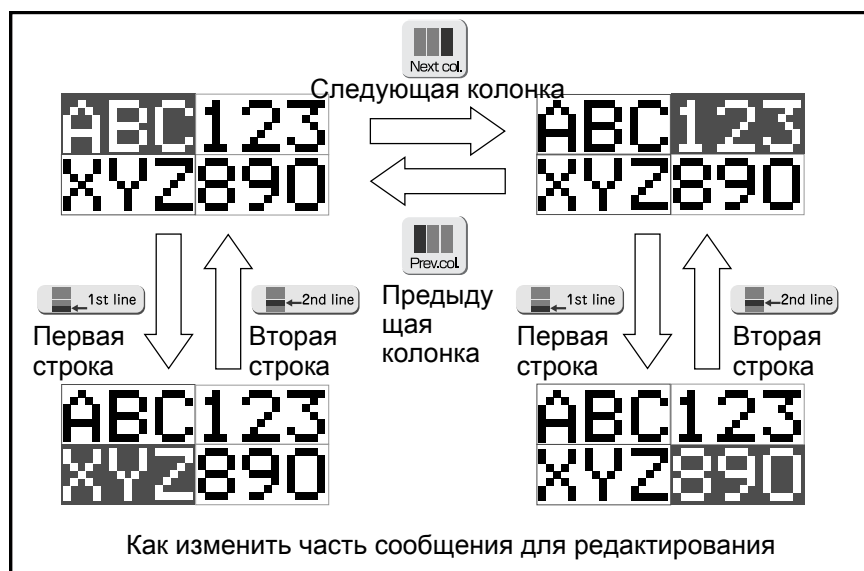 Next col.
Следующая колонка
ABC123
XYZ890
ABC123
XYZ890
Prev.col.
Предыду
щая
колонка
1st line
Первая
строка
2nd line
Вторая
строка
1st line
Первая
строка
2nd line
Вторая
строка
ABC123
XYZ890
ABC123
XYZ890
Как изменить часть сообщения для редактирования